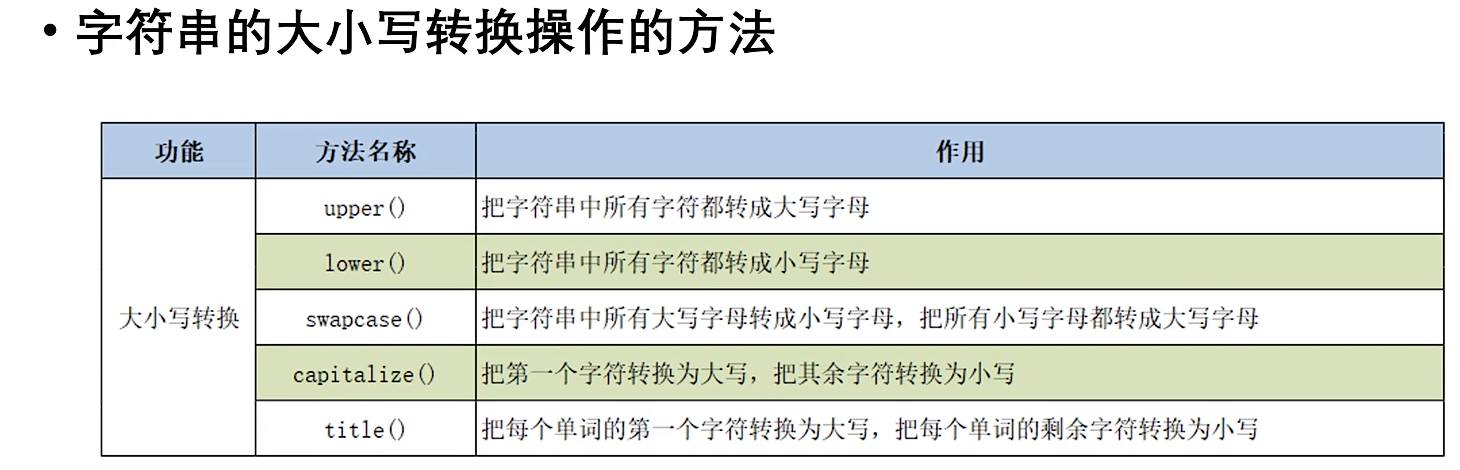 • 字符串的大小写转换操作的方法
功能 方法名称 作用
upper() 把字符串中所有字符都转成大写字母
lower() 把字符串中所有字符都转成小写字母
大小写转换 swapcase() 把字符串中所有大写字母转成小写字母，把所有小写字母都转成大写字母
capitalize() 把第一个字符转换为大写，把其余字符转换为小写
title() 把每个单词的第一个字符转换为大写，把每个单词的剩余字符转换为小写